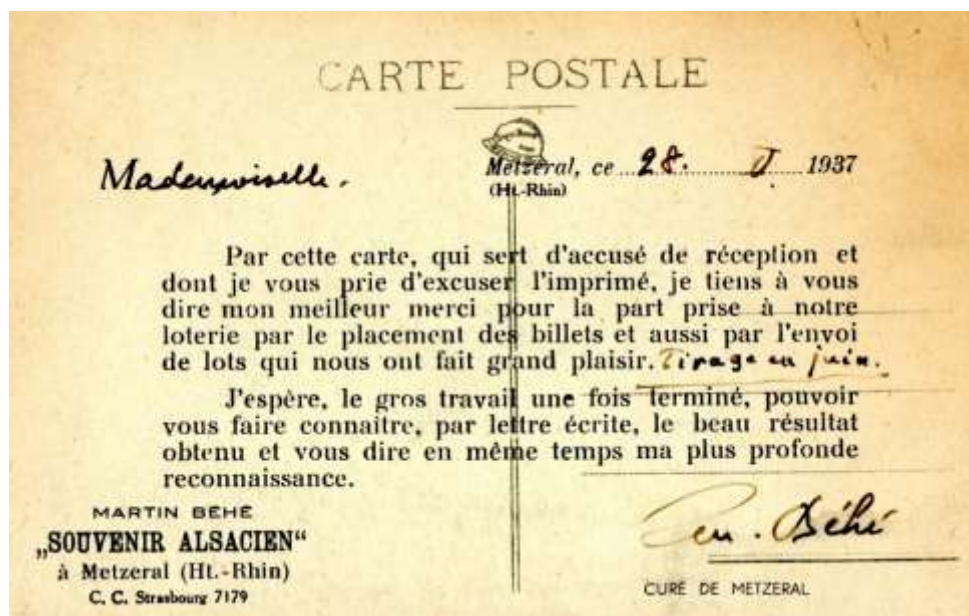 CARTE POSTALE
Mademoiselle.
Metzeral, ce 28. V. 1937
(Ht.-Rhin)
Par cette carte, qui sert d'accusé de réception et
dont je vous prie d'excuser l'imprimé, je tiens à vous
dire mon meilleur merci pour la part prise à notre
loterie par le placement des billets et aussi par l'envoi
de lots qui nous ont fait grand plaisir. Tirage en juin.
J'espère, le gros travail une fois terminé, pouvoir
vous faire connaitre, par lettre écrite, le beau résultat
obtenu et vous dire en même temps ma plus profonde
reconnaissance.
MARTIN BÉHÉ
„SOUVENIR ALSACIEN“
à Metzeral (Ht.-Rhin)
C. C. Strasbourg 7179
Béhé
CURÉ DE METZERAL